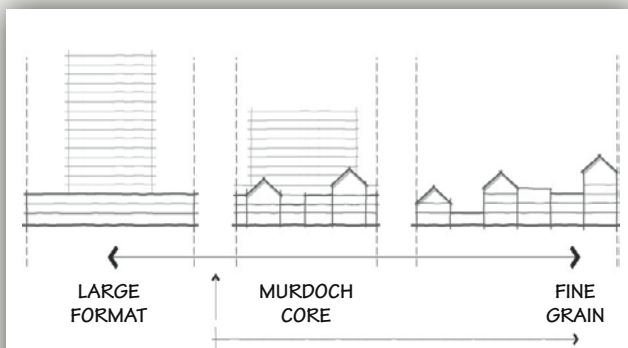 LARGE
FORMAT
MURDOCH
CORE
FINE
GRAIN